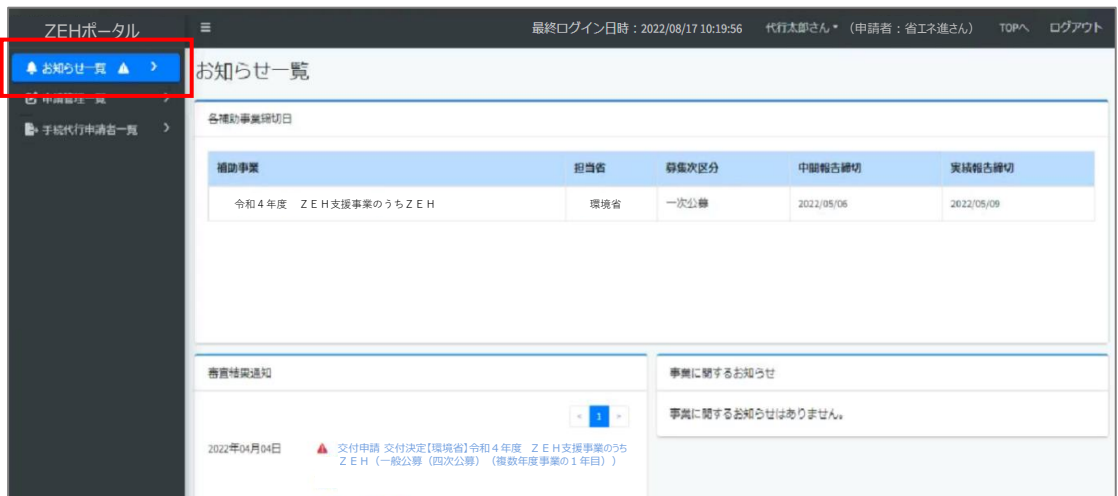 ZEHポータル
最終ログイン日時：2022/08/17 10:19:56 代行太郎さん （申請者：省エネ進さん） TOPへ ログアウト
お知らせ一覧
申請管理一覧
手続代行申請者一覧
お知らせ一覧
各補助事業締切日
補助事業 担当省 募集次区分 中間報告締切 実績報告締切
令和４年度　ＺＥＨ支援事業のうちＺＥＨ 環境省 一次公募 2022/05/06 2022/05/09
審査結果通知
< 1 >
2022年04月04日 交付申請 交付決定【環境省】令和４年度　ＺＥＨ支援事業のうち
ＺＥＨ（一般公募（四次公募）（複数年度事業の１年目））
事業に関するお知らせ
事業に関するお知らせはありません。